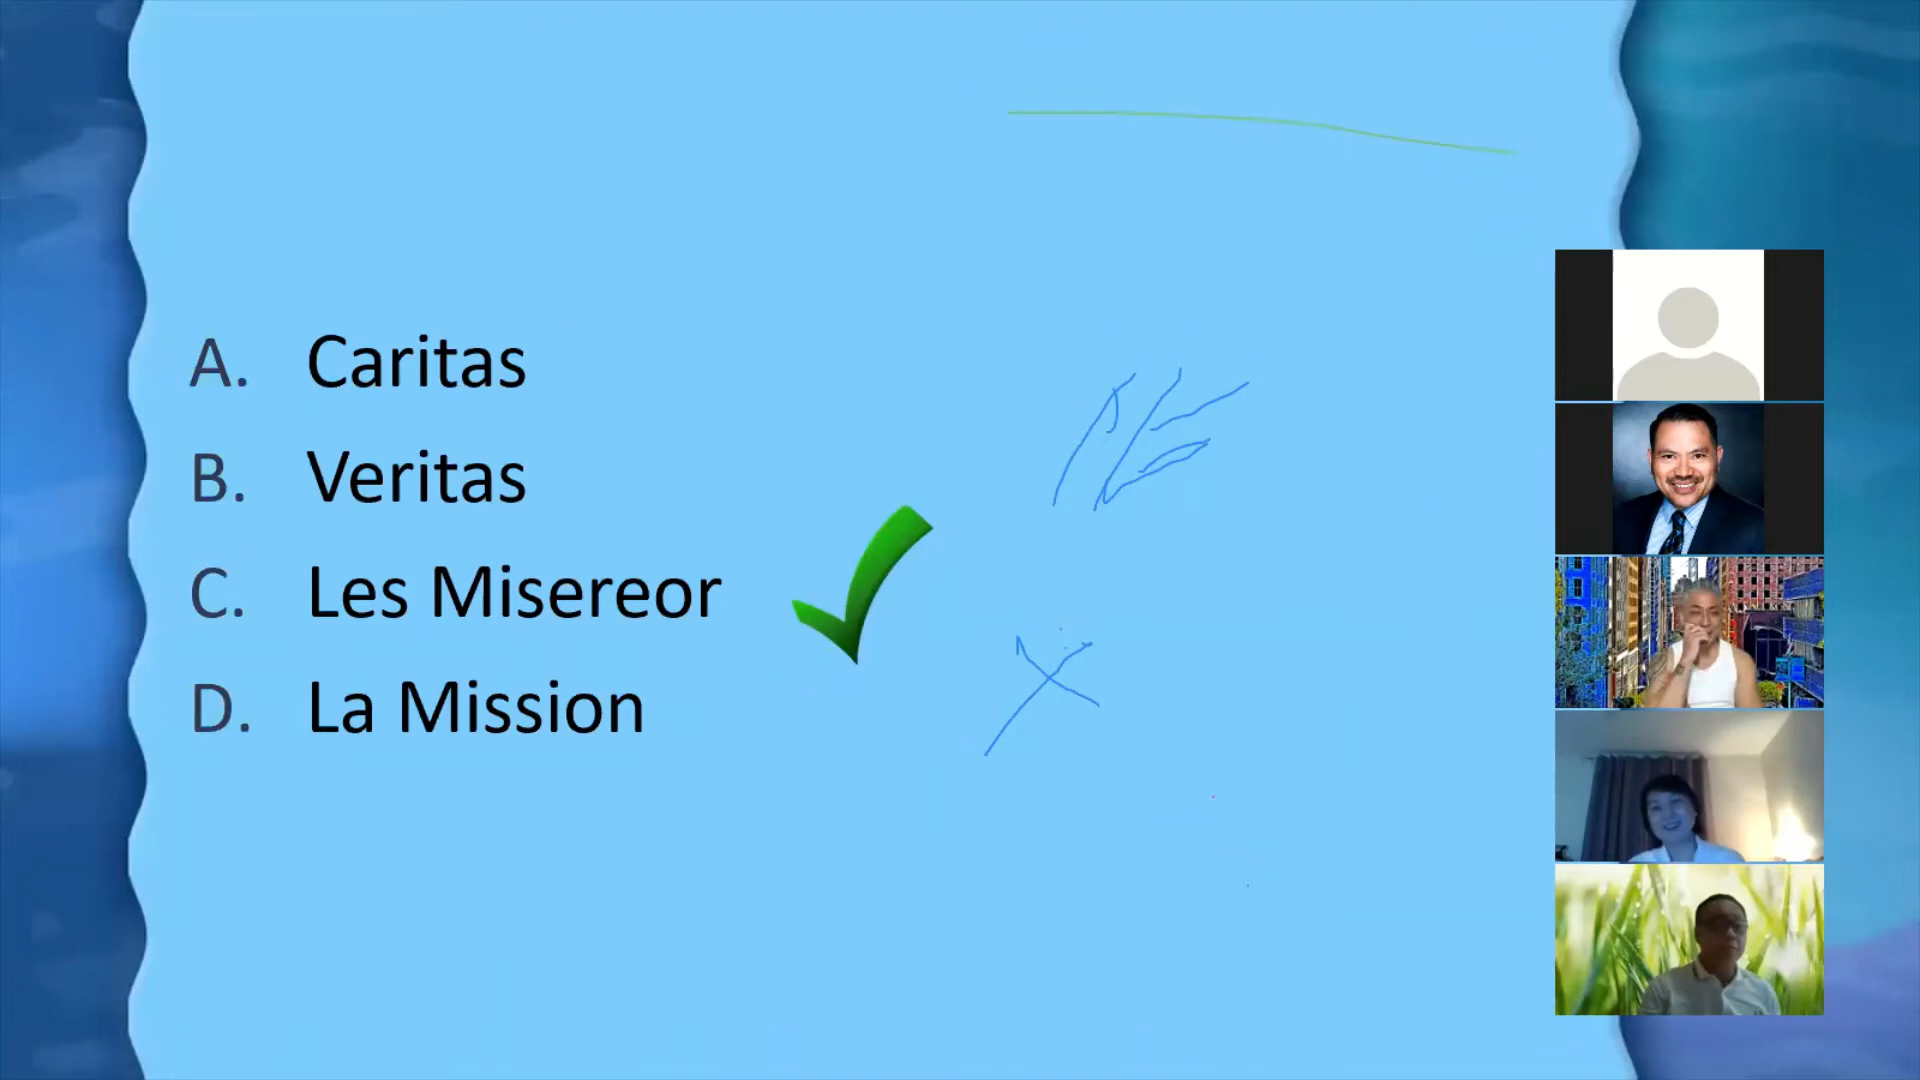 A. Caritas
B. Veritas
C. Les Misereor
D. La Mission